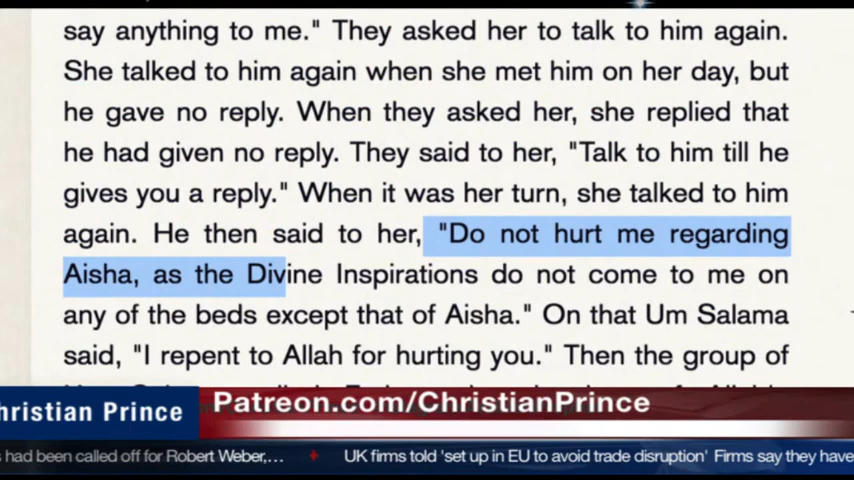 say anything to me." They asked her to talk to him again.
She talked to him again when she met him on her day, but
he gave no reply. When they asked her, she replied that
he had given no reply. They said to her, "Talk to him till he
gives you a reply." When it was her turn, she talked to him
again. He then said to her, "Do not hurt me regarding
Aisha, as the Divine Inspirations do not come to me on
any of the beds except that of Aisha." On that Um Salama
said, "I repent to Allah for hurting you." Then the group of
hristian Prince
Patreon.com/ChristianPrince
s had been called off for Robert Weber,... UK firms told 'set up in EU to avoid trade disruption' Firms say they have